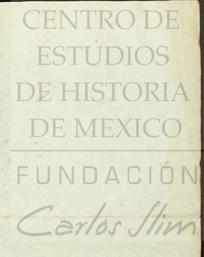 CENTRO DE
ESTUDIOS
DE HISTORIA
DE MEXICO
FUNDACIÓN
Carlos Slim